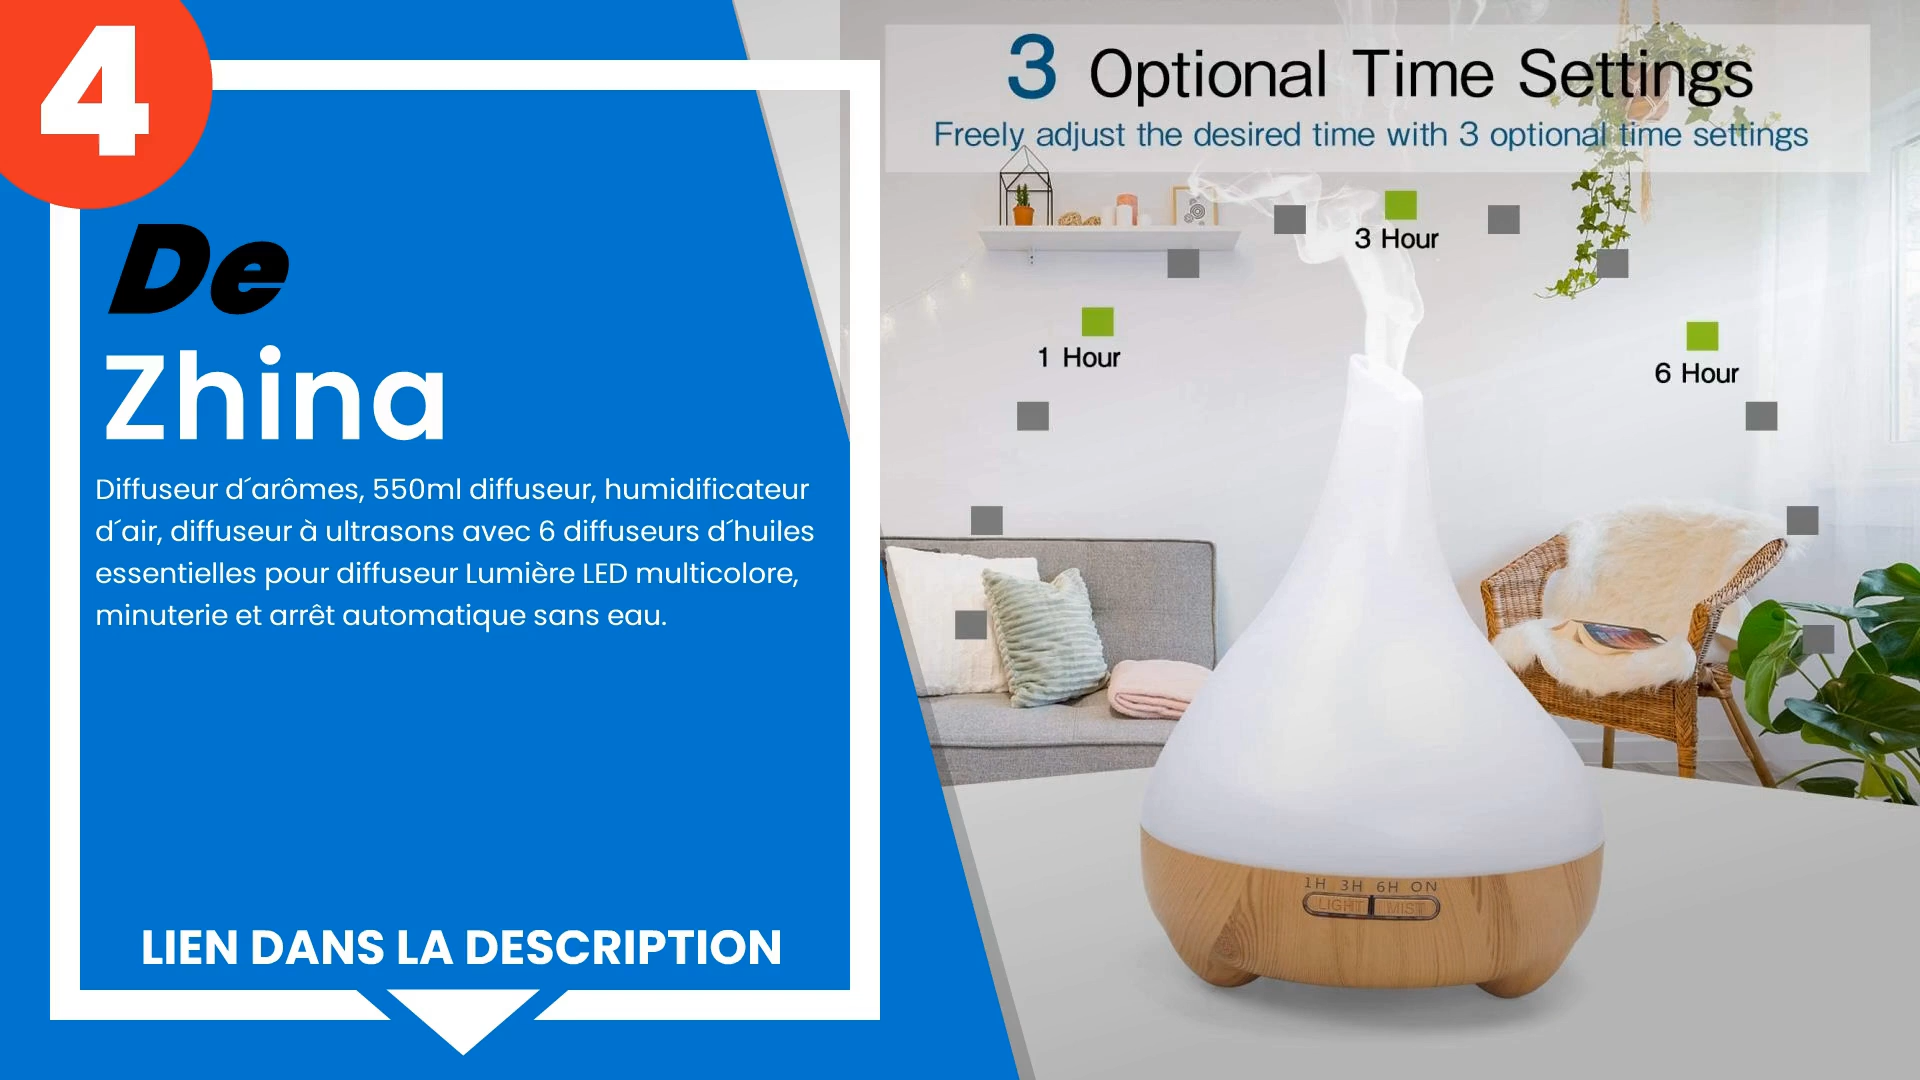 4
De
Zhina
Diffuseur d´arômes, 550ml diffuseur, humidificateur
d´air, diffuseur à ultrasons avec 6 diffuseurs d´huiles
essentielles pour diffuseur Lumière LED multicolore,
minuterie et arrêt automatique sans eau.
LIEN DANS LA DESCRIPTION
3 Optional Time Settings
Freely adjust the desired time with 3 optional time settings
3 Hour
1 Hour
6 Hour
1H 3H 6H ON
LIGHT MIST